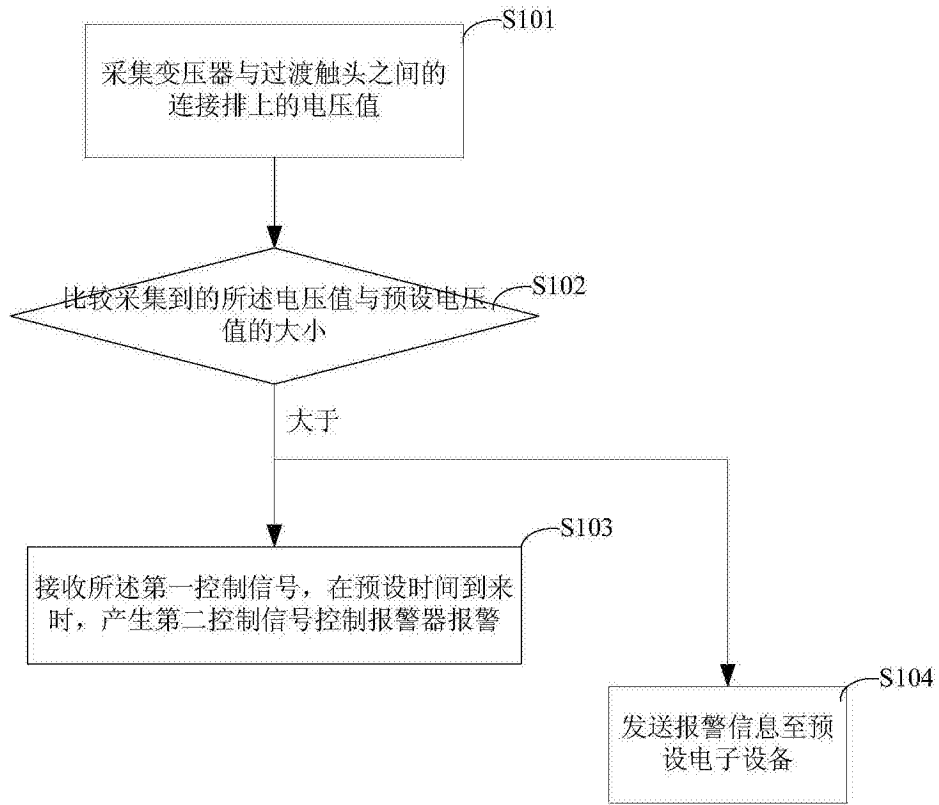 S101
采集变压器与过渡触头之间的
连接排上的电压值
S102
比较采集到的所述电压值与预设电压
值的大小
大于
S103
接收所述第一控制信号，在预设时间到来
时，产生第二控制信号控制报警器报警
S104
发送报警信息至预
设电子设备